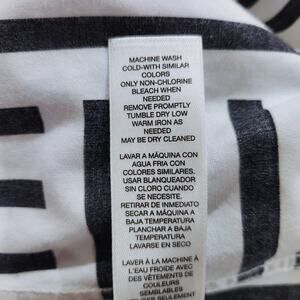 MACHINE WASH
COLD-WITH SIMILAR
COLORS
ONLY NON-CHLORINE
BLEACH WHEN
NEEDED
REMOVE PROMPTLY
TUMBLE DRY LOW
WARM IRON AS
NEEDED
MAY BE DRY CLEANED
LAVAR A MÁQUINA CON
AGUA FRIA CON
COLORES SIMILARES.
USAR BLANQUEADOR
SIN CLORO CUANDO
SE NECESITE.
RETIRAR DE INMEDIATO
SECAR A MÁQUINA A
BAJA TEMPERATURA
PLANCHAR A BAJA
TEMPERATURA
LAVARSE EN SECO
LAVER À LA MACHINE À
L'EAU FROIDE AVEC DES
VÊTEMENTS DE
COULEURS
SEMBLABLES
SEULEMENT